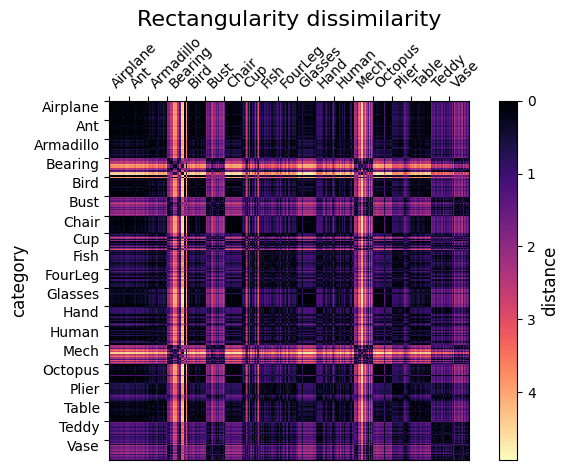 Rectangularity dissimilarity
Airplane
Ant
Armadillo
Bearing
Bird
Bust
Chair
Cup
Fish
FourLeg
Glasses
Hand
Human
Mech
Octopus
Plier
Table
Teddy
Vase
category
Airplane
Ant
Armadillo
Bearing
Bird
Bust
Chair
Cup
Fish
FourLeg
Glasses
Hand
Human
Mech
Octopus
Plier
Table
Teddy
Vase
0
1
2
3
4
distance